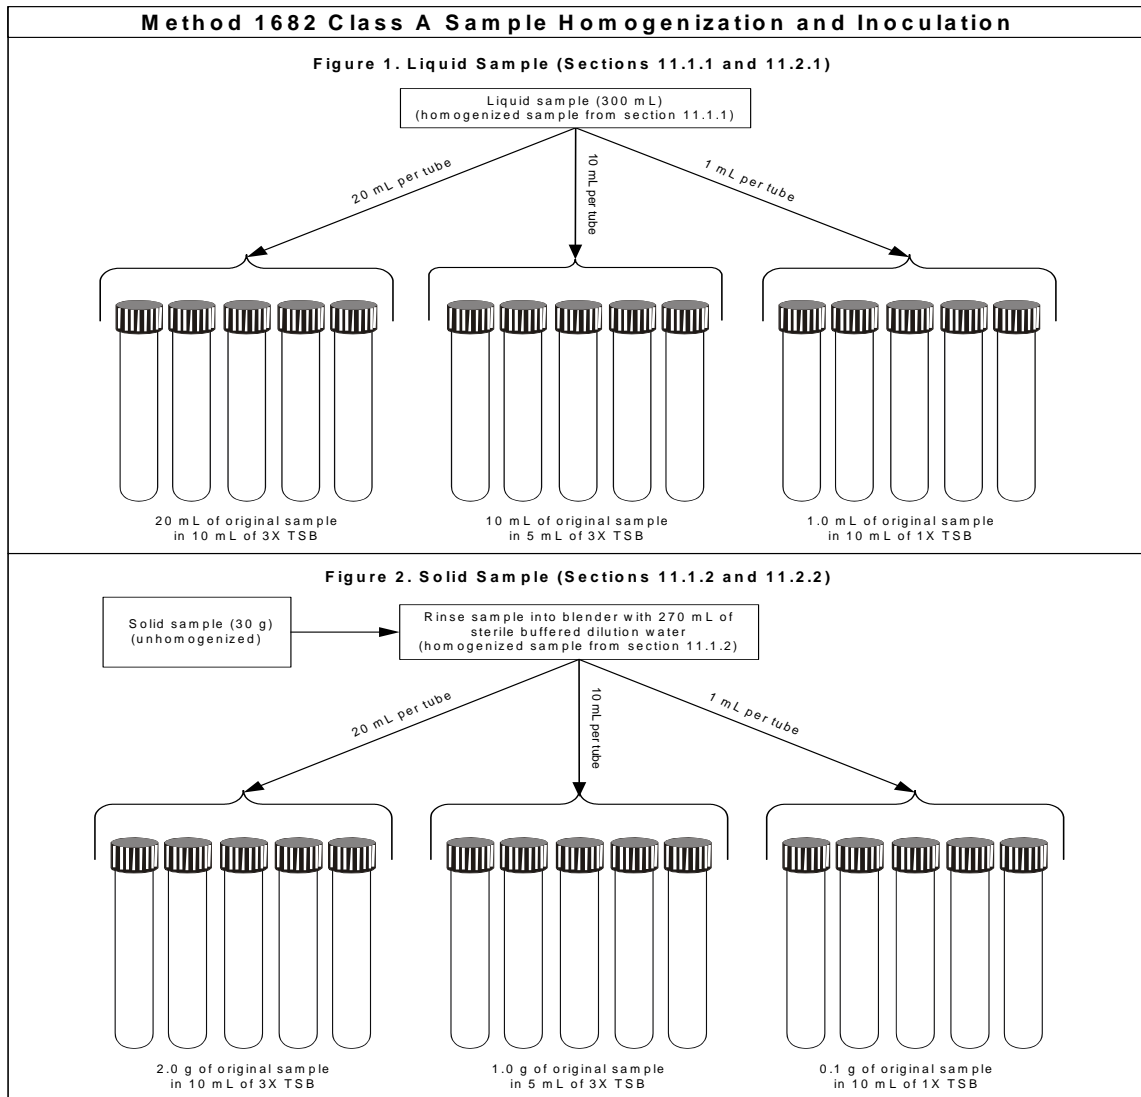 Method 1682 Class A Sample Homogenization and Inoculation
Figure 1. Liquid Sample (Sections 11.1.1 and 11.2.1)
Liquid sample (300 mL)
(homogenized sample from section 11.1.1)
20 mL per tube
10 mL per tube
1 mL per tube
20 mL of original sample
in 10 mL of 3X TSB
10 mL of original sample
in 5 mL of 3X TSB
1.0 mL of original sample
in 10 mL of 1X TSB
Figure 2. Solid Sample (Sections 11.1.2 and 11.2.2)
Solid sample (30 g)
(unhomogenized)
Rinse sample into blender with 270 mL of
sterile buffered dilution water
(homogenized sample from section 11.1.2)
20 mL per tube
10 mL per tube
1 mL per tube
2.0 g of original sample
in 10 mL of 3X TSB
1.0 g of original sample
in 5 mL of 3X TSB
0.1 g of original sample
in 10 mL of 1X TSB